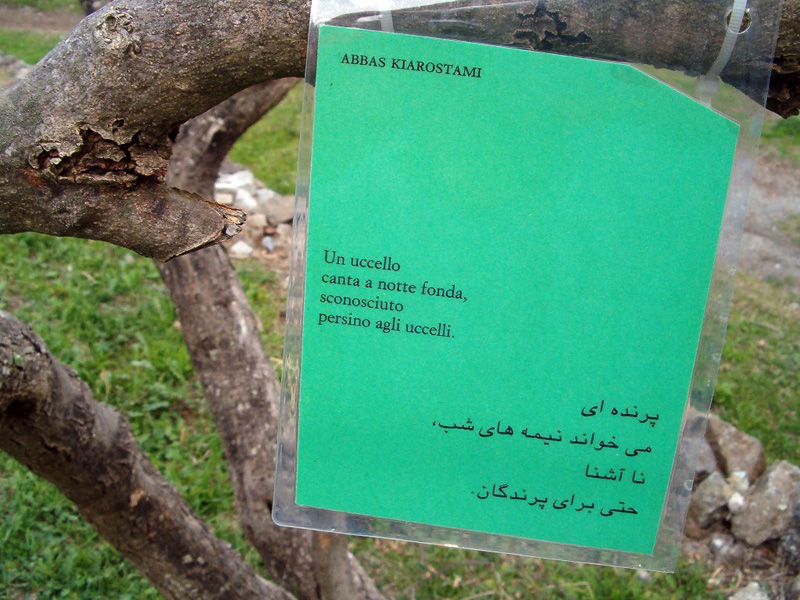 ABBAS KIAROSTAMI
Un uccello
canta a notte fonda,
sconosciuto
persino agli uccelli.
پرنده ای
می خواند نیمه های شب،
نا آشنا
حتی برای پرندگان.